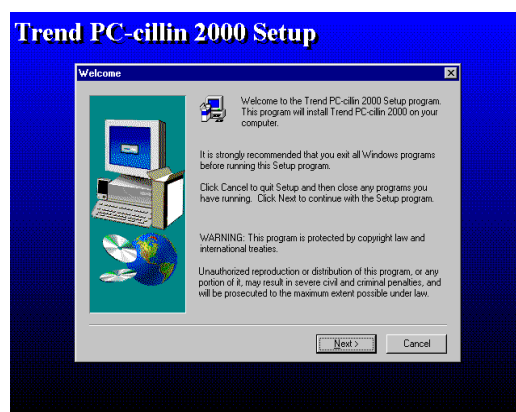 Trend PC-cillin 2000 Setup
Welcome
Welcome to the Trend PC-cillin 2000 Setup program.
This program will install Trend PC-cillin 2000 on your
computer.
It is strongly recommended that you exit all Windows programs
before running this Setup program.
Click Cancel to quit Setup and then close any programs you
have running. Click Next to continue with the Setup program.
WARNING: This program is protected by copyright law and
international treaties.
Unauthorized reproduction or distribution of this program, or any
portion of it, may result in severe civil and criminal penalties, and
will be prosecuted to the maximum extent possible under law.
Next >
Cancel